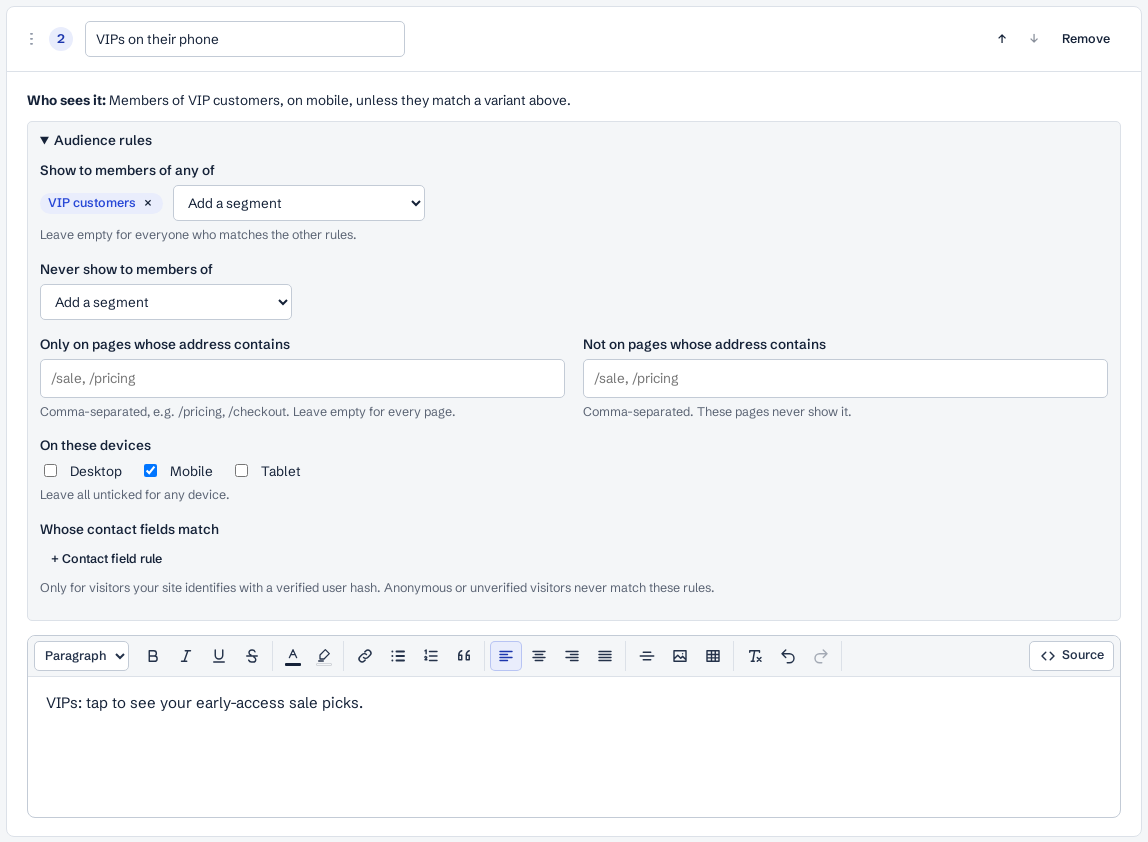 2 VIPs on their phone ↑ ↓ Remove
Who sees it: Members of VIP customers, on mobile, unless they match a variant above.
▼ Audience rules
Show to members of any of
VIP customers × Add a segment
Leave empty for everyone who matches the other rules.
Never show to members of
Add a segment
Only on pages whose address contains Not on pages whose address contains
/sale, /pricing /sale, /pricing
Comma-separated, e.g. /pricing, /checkout. Leave empty for every page. Comma-separated. These pages never show it.
On these devices
Desktop Mobile Tablet
Leave all unticked for any device.
Whose contact fields match
+ Contact field rule
Only for visitors your site identifies with a verified user hash. Anonymous or unverified visitors never match these rules.
Paragraph B I U S A Source
VIPs: tap to see your early-access sale picks.